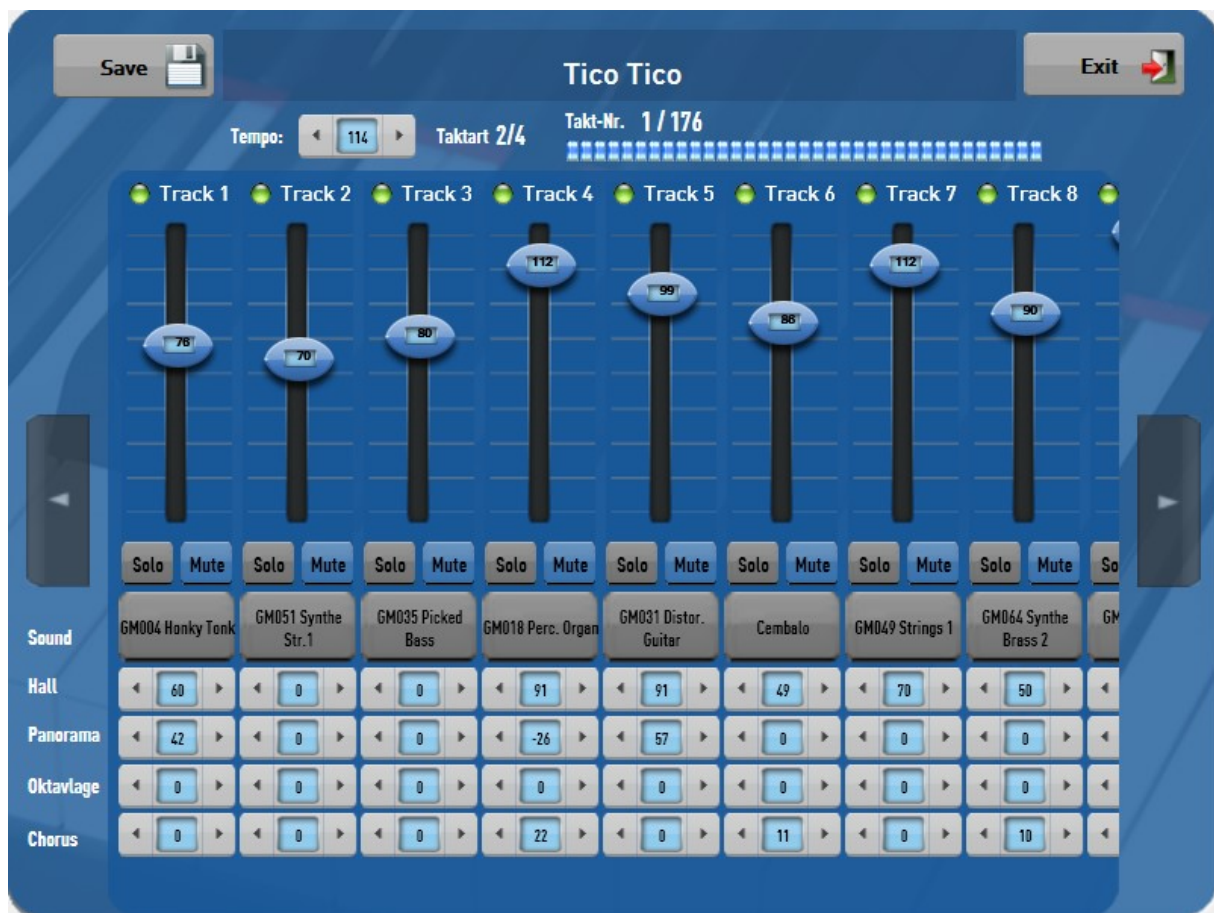 Save
Tico Tico
Exit
Tempo: 114 Taktart 2/4 Takt-Nr. 1 / 176
Track 1 Track 2 Track 3 Track 4 Track 5 Track 6 Track 7 Track 8
76 70 80 112 99 86 112 90
Solo Mute Solo Mute Solo Mute Solo Mute Solo Mute Solo Mute Solo Mute Solo Mute So
Sound GM004 Honky Tonk GM051 Synthe Str.1 GM035 Picked Bass GM018 Perc. Organ GM031 Distor. Guitar Cembalo GM049 Strings 1 GM064 Synthe Brass 2 GM
Hall 60 0 0 91 91 49 70 50
Panorama 42 0 0 -26 57 0 0 0
Oktavlage 0 0 0 0 0 0 0 0
Chorus 0 0 0 22 0 11 0 10